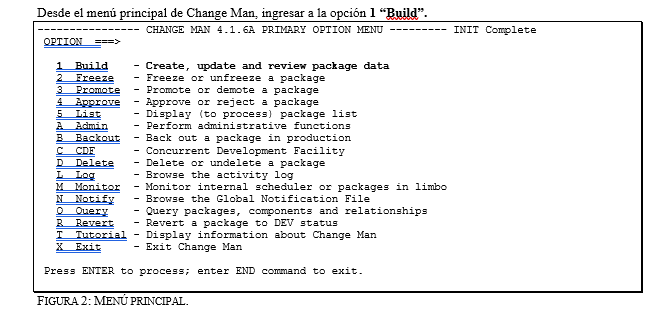 Desde el menú principal de Change Man, ingresar a la opción 1 “Build”.
---------------- CHANGE MAN 4.1.6A PRIMARY OPTION MENU --------- INIT Complete
OPTION ===>
1 Build - Create, update and review package data
2 Freeze - Freeze or unfreeze a package
3 Promote - Promote or demote a package
4 Approve - Approve or reject a package
5 List - Display (to process) package list
A Admin - Perform administrative functions
B Backout - Back out a package in production
C CDF - Concurrent Development Facility
D Delete - Delete or undelete a package
L Log - Browse the activity log
M Monitor - Monitor internal scheduler or packages in limbo
N Notify - Browse the Global Notification File
O Query - Query packages, components and relationships
R Revert - Revert a package to DEV status
T Tutorial - Display information about Change Man
X Exit - Exit Change Man
Press ENTER to process; enter END command to exit.
FIGURA 2: MENÚ PRINCIPAL.